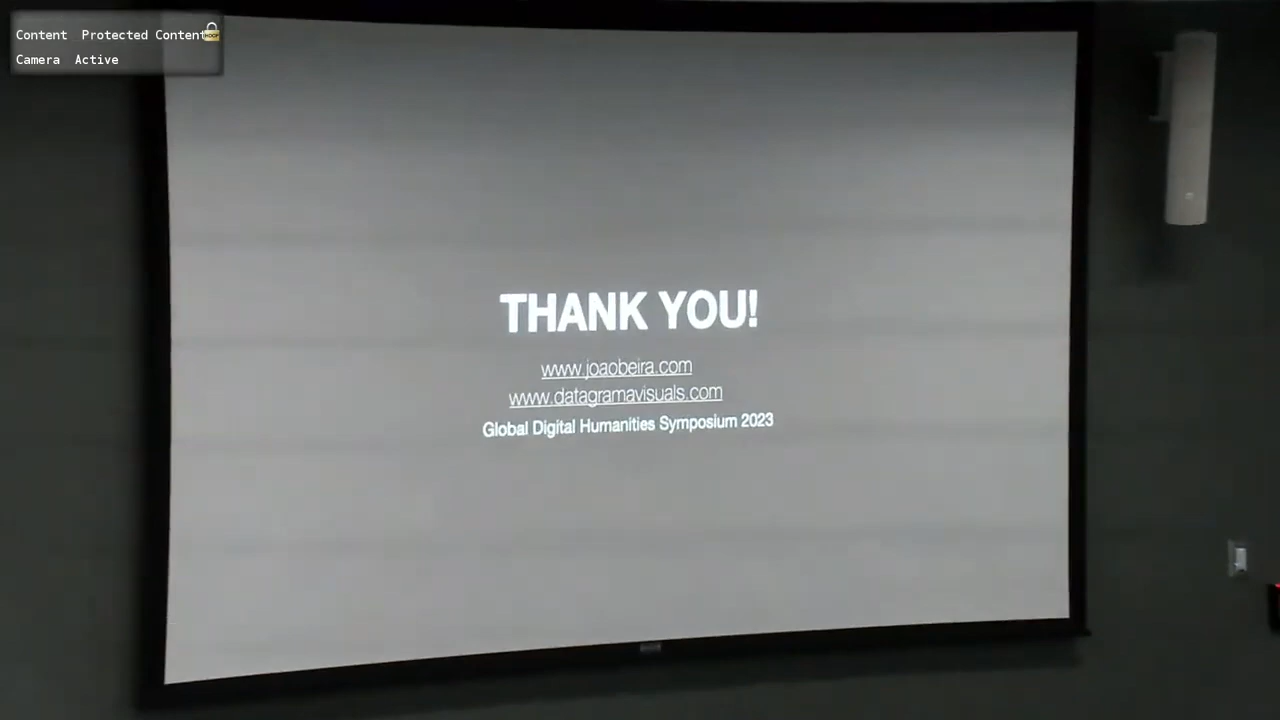 Content Protected Content
Camera Active
THANK YOU!
www.joaobeira.com
www.datagramavisuals.com
Global Digital Humanities Symposium 2023